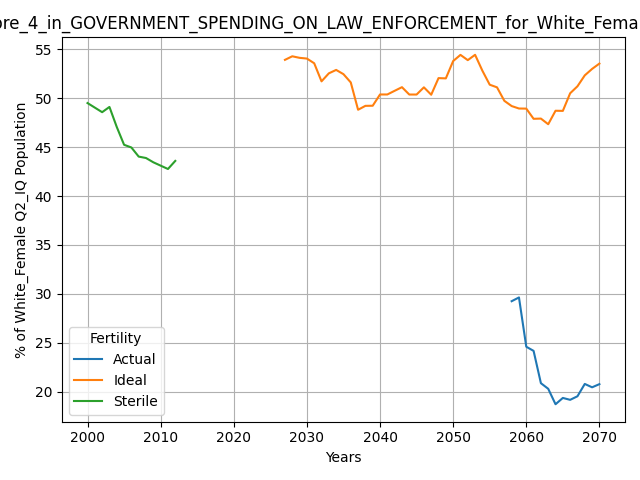 ore_4_in_GOVERNMENT_SPENDING_ON_LAW_ENFORCEMENT_for_White_Fema
% of White_Female Q2_IQ Population
55
50
45
40
35
30
25
20
Fertility
Actual
Ideal
Sterile
2000 2010 2020 2030 2040 2050 2060 2070
Years